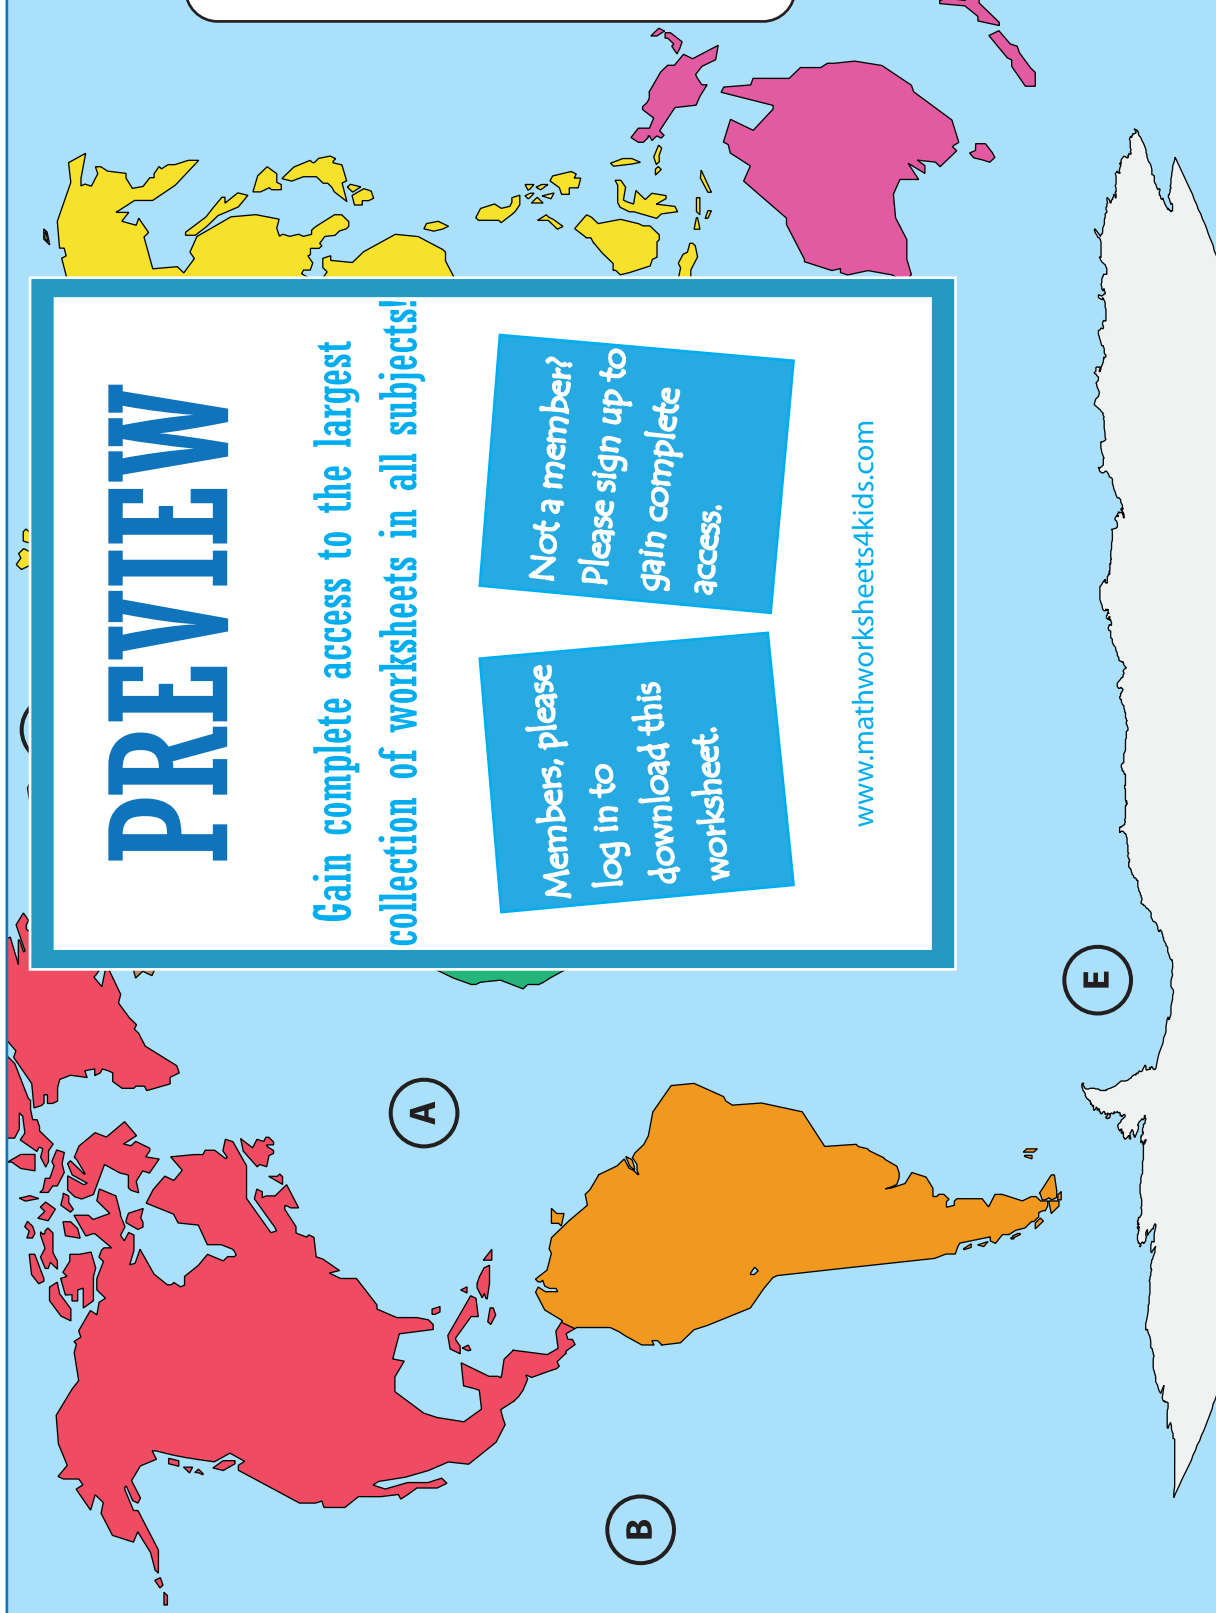 PREVIEW
Gain complete access to the largest
collection of worksheets in all subjects!
Members, please
log in to
download this
worksheet.
Not a member?
Please sign up to
gain complete
access.
www.mathworksheets4kids.com
A
B
E